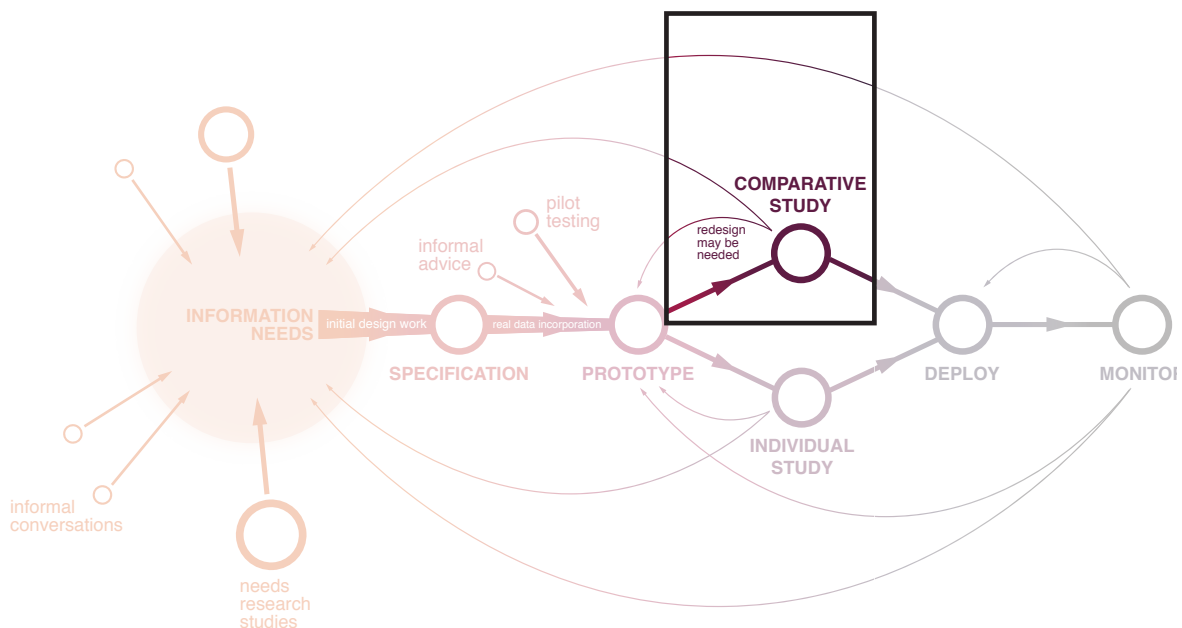 COMPARATIVE
STUDY
pilot
testing
redesign
may be
needed
informal
advice
INFORMATION
NEEDS
initial design work
real data incorporation
SPECIFICATION
PROTOTYPE
DEPLOY
MONITOR
INDIVIDUAL
STUDY
informal
conversations
needs
research
studies